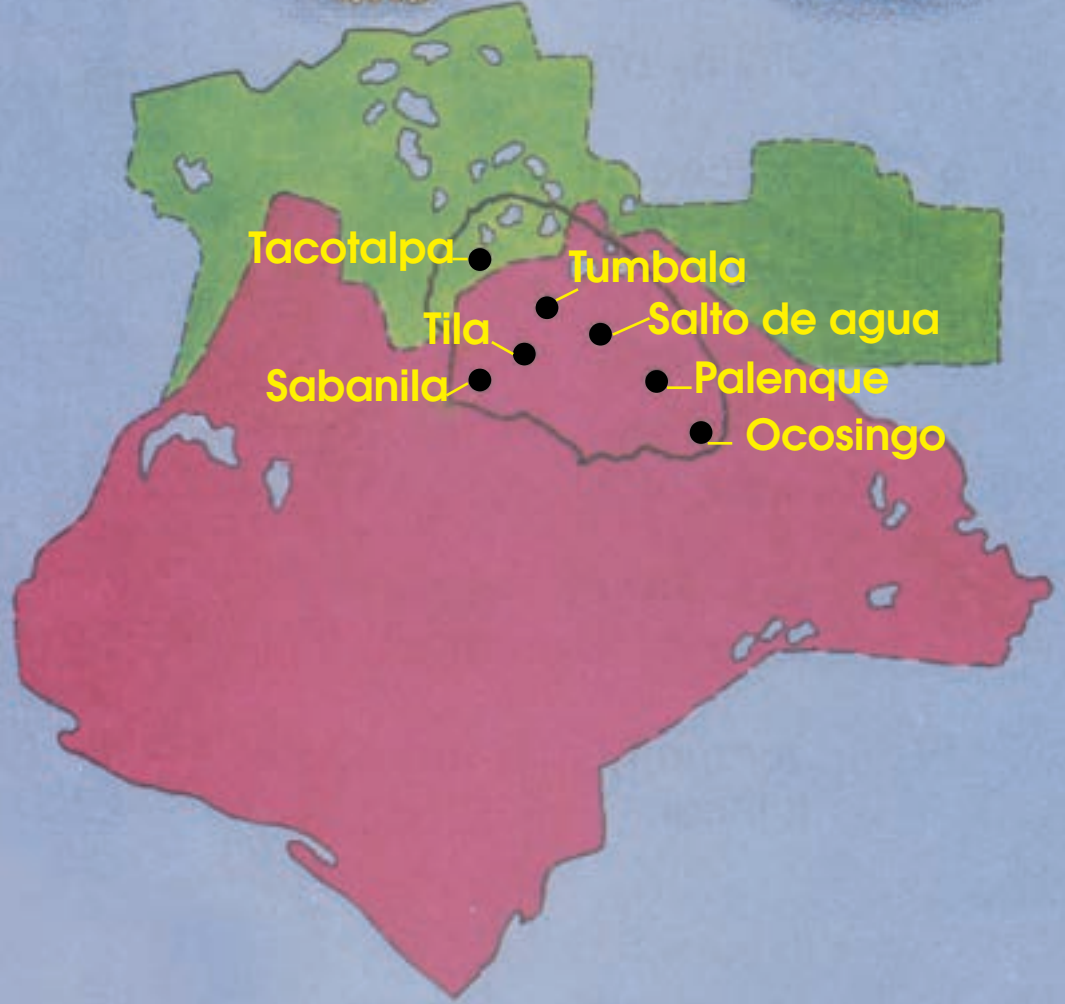 Tacotalpa
Tumbala
Tila
Salto de agua
Sabanila
Palenque
Ocosingo